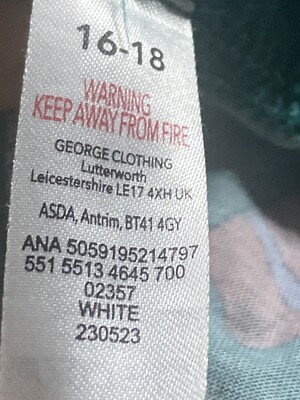 16-18
WARNING
KEEP AWAY FROM FIRE
GEORGE CLOTHING
Lutterworth
Leicestershire LE17 4XH UK
ASDA, Antrim, BT41 4GY
ANA 5059195214797
551 5513 4645 700
02357
WHITE
230523